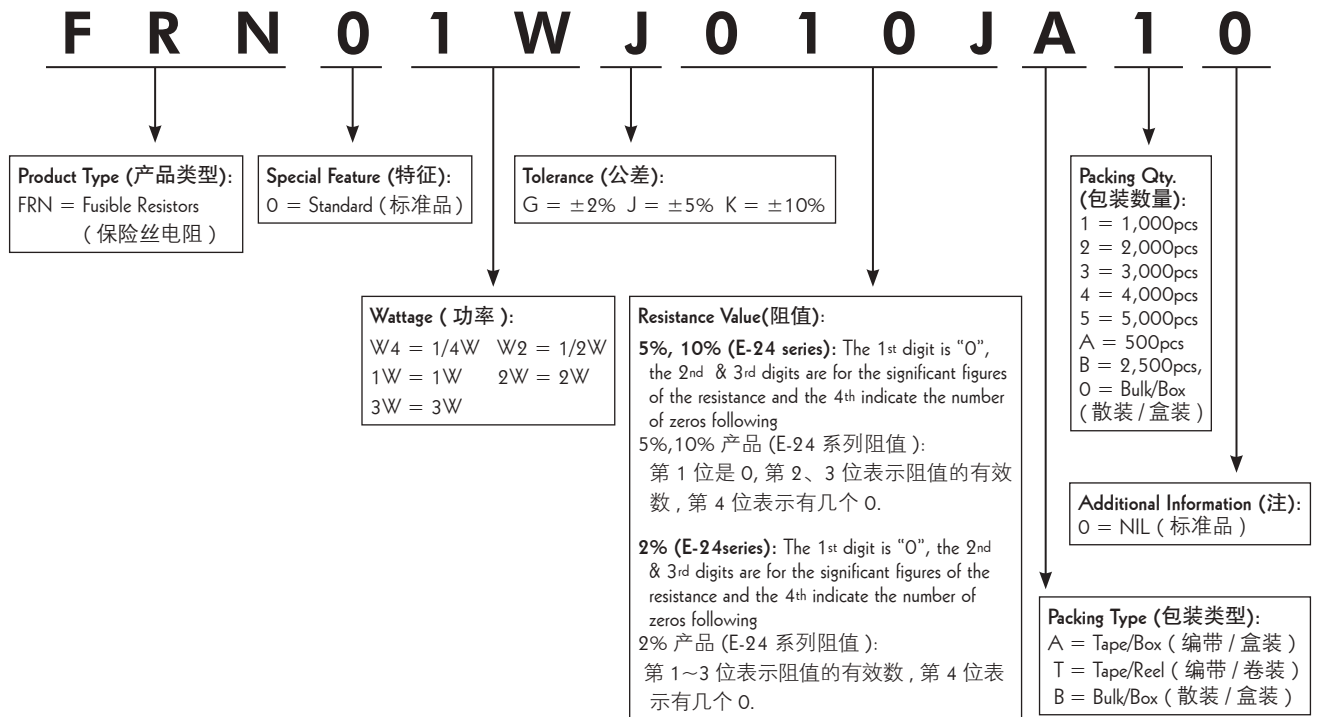 FRN01WJ010JA10
Product Type (产品类型):
FRN = Fusible Resistors
(保险丝电阻)
Special Feature (特征):
0 = Standard (标准品)
Tolerance (公差):
G = ±2% J = ±5% K = ±10%
Packing Qty.
(包装数量):
1 = 1,000pcs
2 = 2,000pcs
3 = 3,000pcs
4 = 4,000pcs
5 = 5,000pcs
A = 500pcs
B = 2,500pcs,
0 = Bulk/Box
(散装/盒装)
Wattage (功率):
W4 = 1/4W W2 = 1/2W
1W = 1W 2W = 2W
3W = 3W
Resistance Value(阻值):
5%, 10% (E-24 series): The 1st digit is "0",
the 2nd & 3rd digits are for the significant figures
of the resistance and the 4th indicate the number
of zeros following
5%,10% 产品 (E-24 系列阻值):
第 1 位是 0, 第 2、3 位表示阻值的有效
数, 第 4 位表示有几个 0.
2% (E-24series): The 1st digit is "0", the 2nd
& 3rd digits are for the significant figures of the
resistance and the 4th indicate the number of
zeros following
2% 产品 (E-24 系列阻值):
第 1~3 位表示阻值的有效数, 第 4 位表
示有几个 0.
Additional Information (注):
0 = NIL (标准品)
Packing Type (包装类型):
A = Tape/Box (编带/盒装)
T = Tape/Reel (编带/卷装)
B = Bulk/Box (散装/盒装)